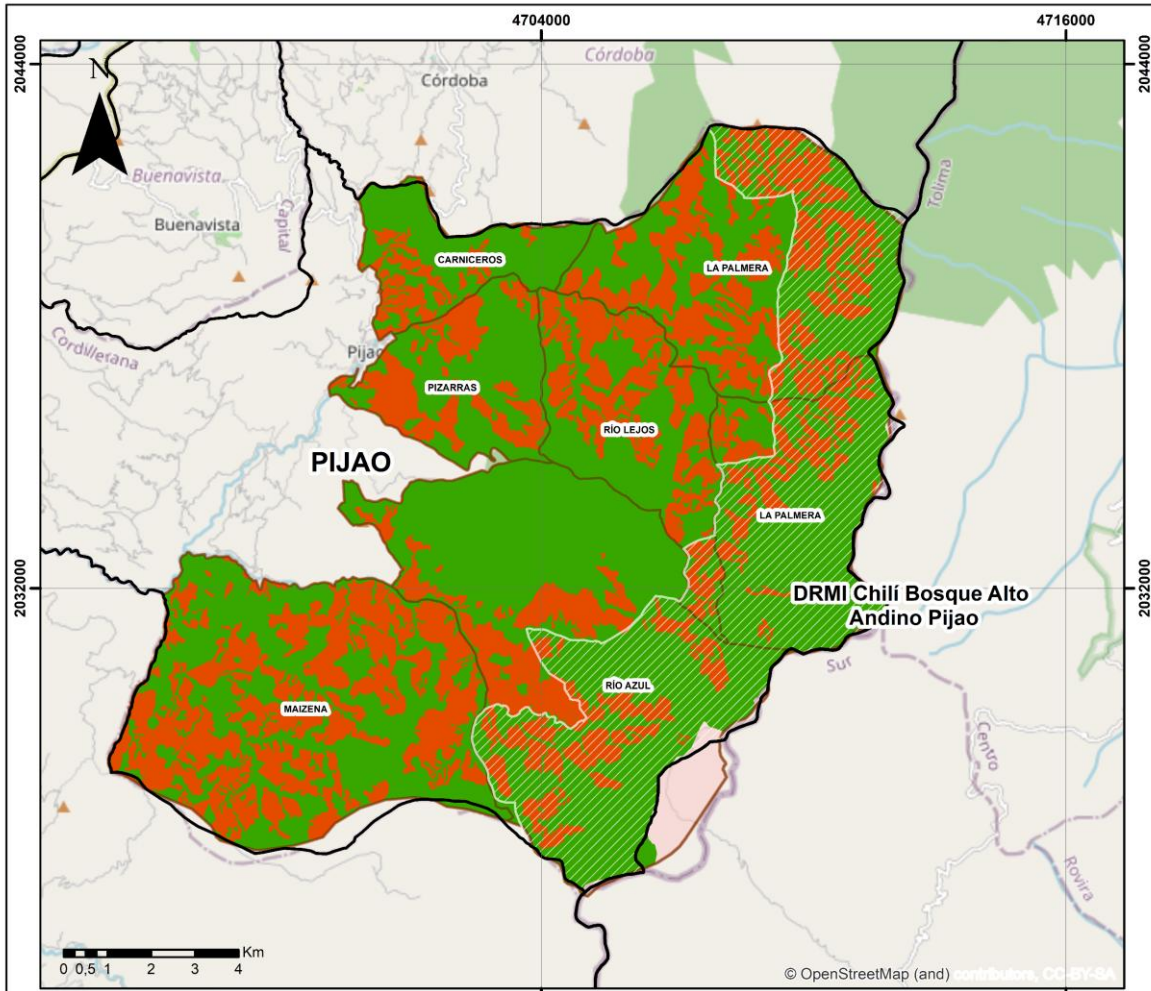 4704000
4716000
2044000
2044000
N
Córdoba
Córdoba
Buenavista
Buenavista
Capital
Tolima
CARNICEROS
LA PALMERA
Cordillerana
Pijao
PIZARRAS
RÍO LEJOS
PIJAO
LA PALMERA
2032000
2032000
DRMI Chilí Bosque Alto
Andino Pijao
Sur
RÍO AZUL
MAIZENA
Centro
Rovira
Km
0 0,5 1 2 3 4
© OpenStreetMap (and) contributors, CC-BY-SA